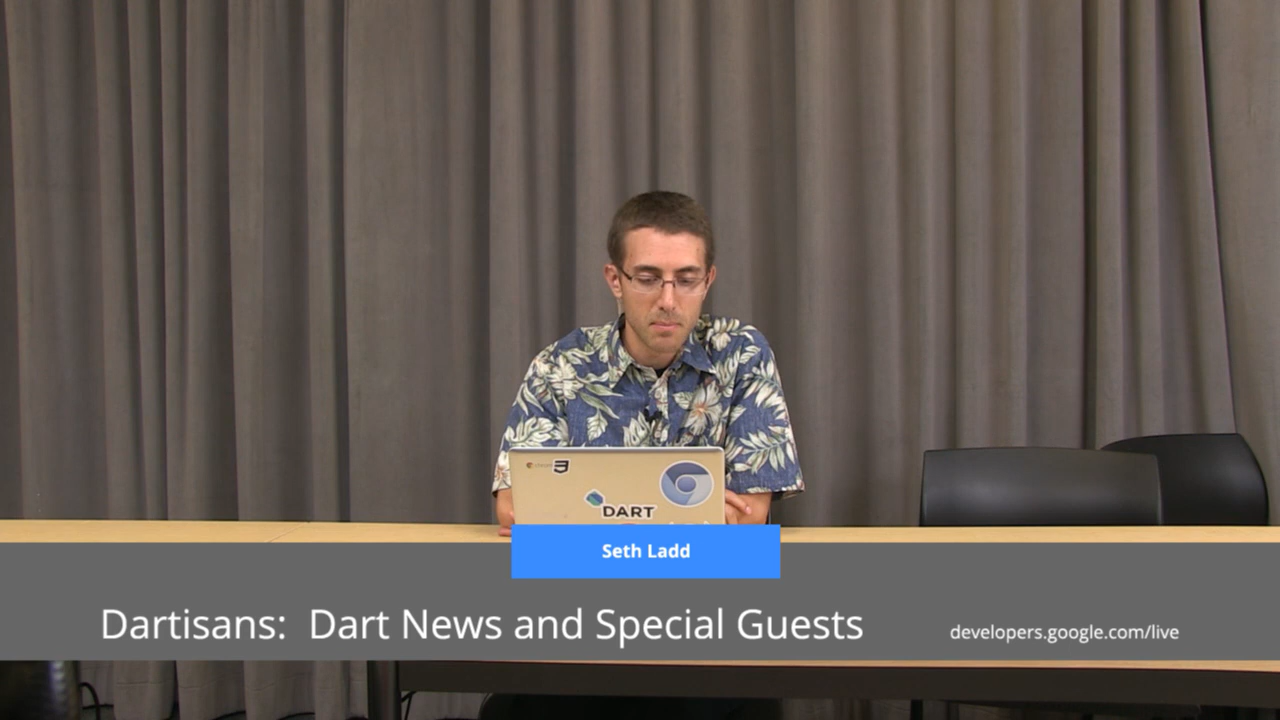 DART
Seth Ladd
Dartisans: Dart News and Special Guests
developers.google.com/live